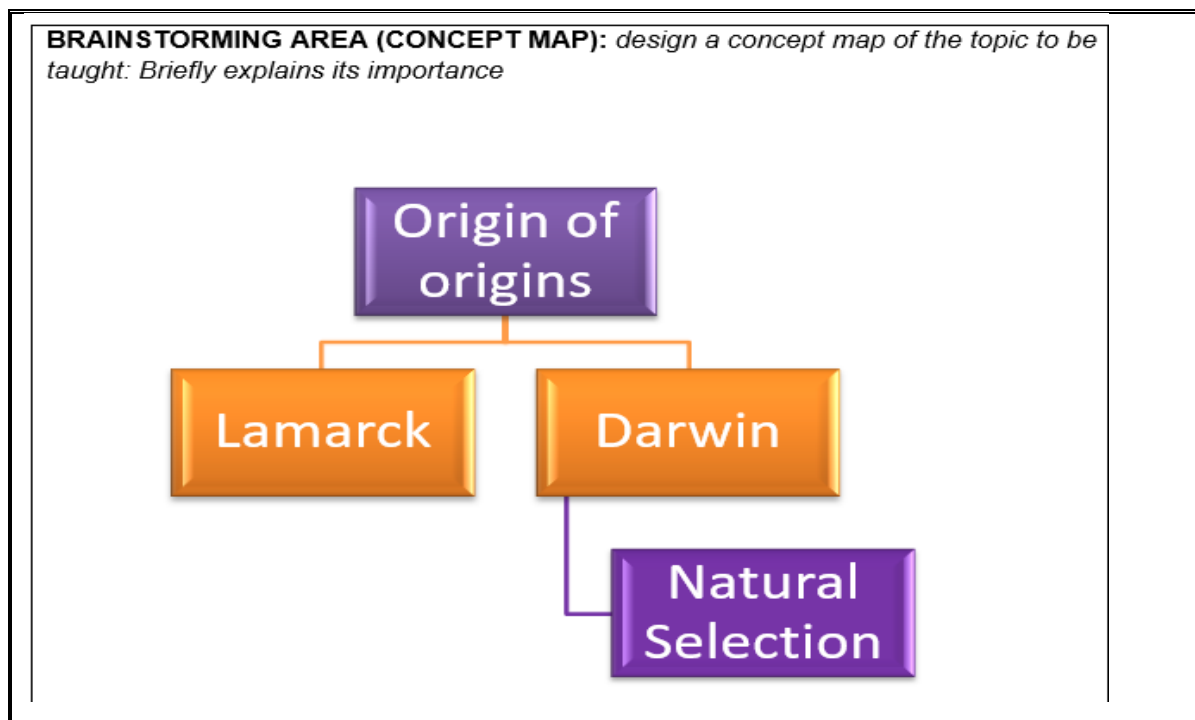 BRAINSTORMING AREA (CONCEPT MAP): design a concept map of the topic to be
taught: Briefly explains its importance
Origin of
origins
Lamarck
Darwin
Natural
Selection